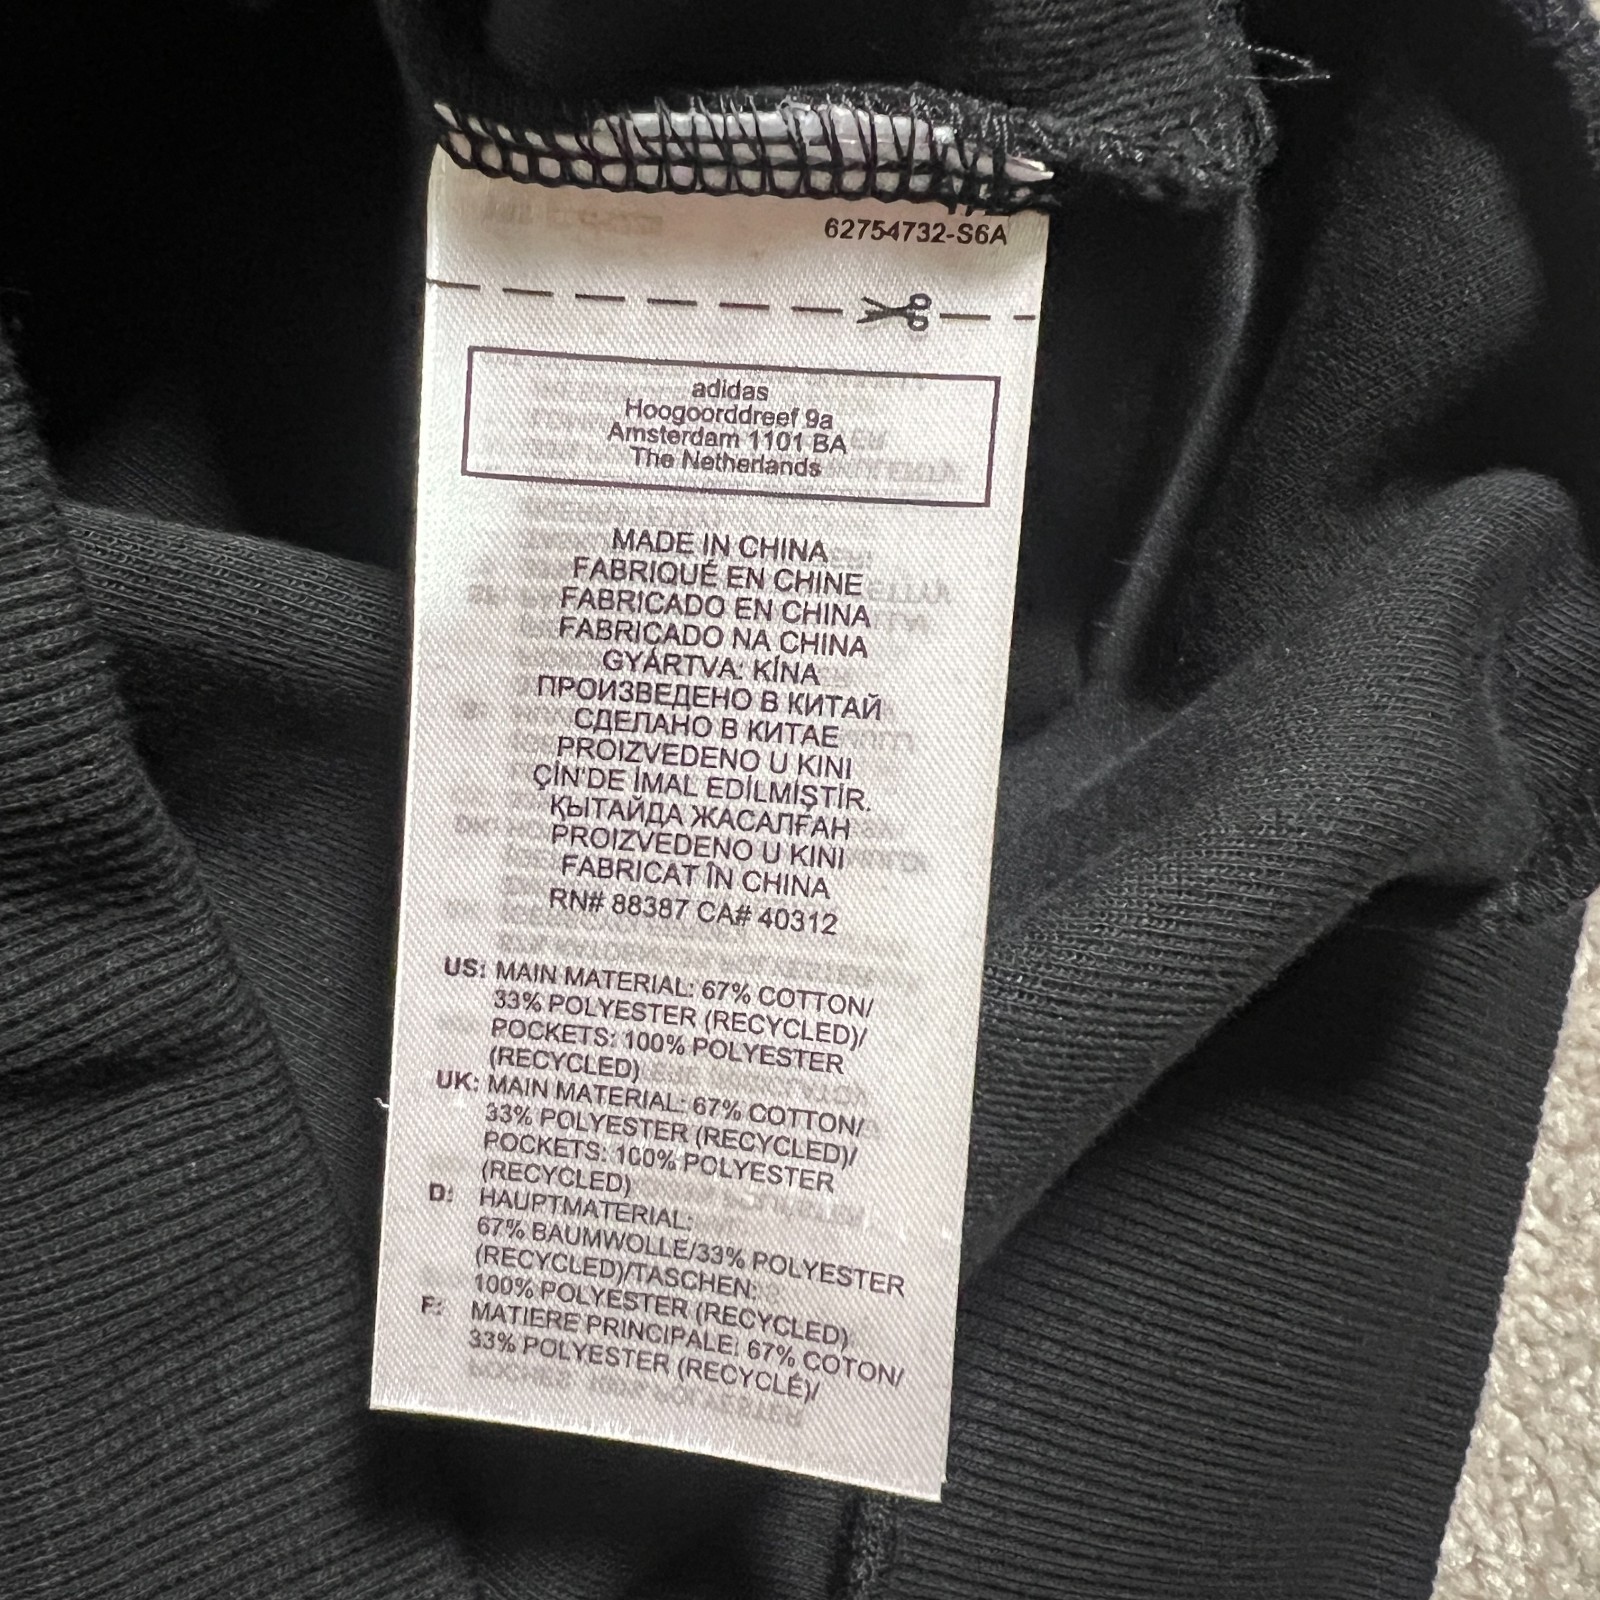 62754732-S6A
adidas
Hoogoorddreef 9a
Amsterdam 1101 BA
The Netherlands
MADE IN CHINA
FABRIQUÉ EN CHINE
FABRICADO EN CHINA
FABRICADO NA CHINA
GYÁRTVA: KÍNA
ПРОИЗВЕДЕНО В КИТАЙ
СДЕЛАНО В КИТАЕ
PROIZVEDENO U KINI
ÇİN'DE İMAL EDİLMİŞTİR.
ҚЫТАЙДА ЖАСАЛҒАН
PROIZVEDENO U KINI
FABRICAT ÎN CHINA
RN# 88387 CA# 40312
US: MAIN MATERIAL: 67% COTTON/
33% POLYESTER (RECYCLED)/
POCKETS: 100% POLYESTER
(RECYCLED)
UK: MAIN MATERIAL: 67% COTTON/
33% POLYESTER (RECYCLED)/
POCKETS: 100% POLYESTER
(RECYCLED)
D: HAUPTMATERIAL:
67% BAUMWOLLE/33% POLYESTER
(RECYCLED)/TASCHEN:
100% POLYESTER (RECYCLED)
F: MATIERE PRINCIPALE: 67% COTON/
33% POLYESTER (RECYCLÉ)/